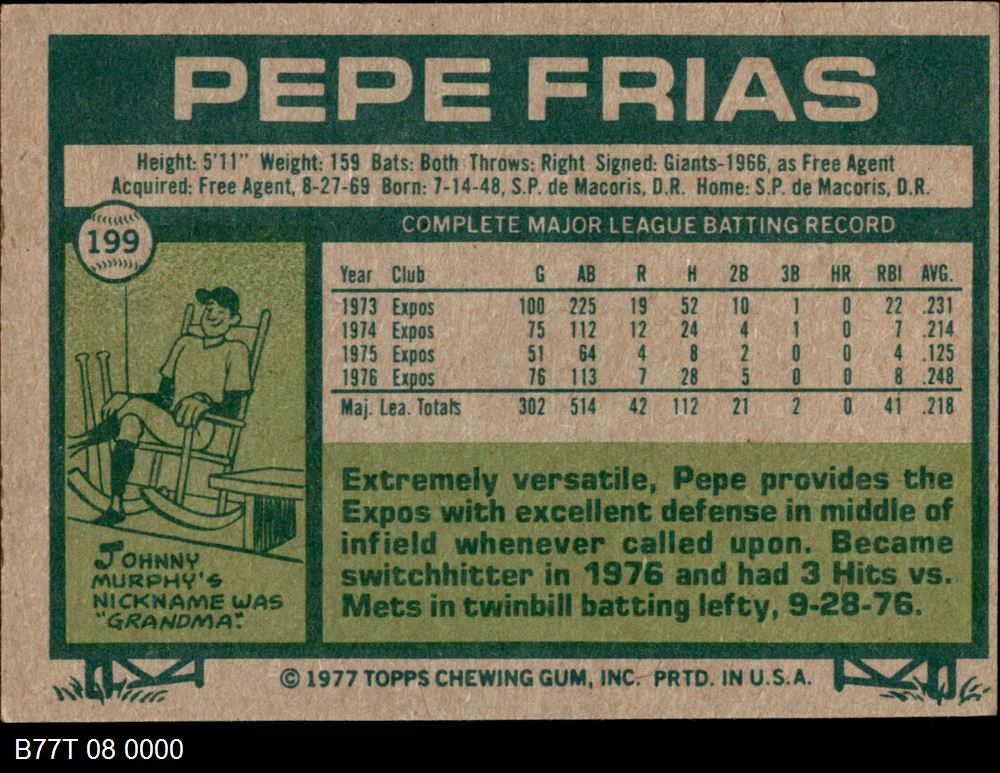 PEPE FRIAS
Height: 5'11" Weight: 159 Bats: Both Throws: Right Signed: Giants-1966, as Free Agent
Acquired: Free Agent, 8-27-69 Born: 7-14-48, S.P. de Macoris, D.R. Home: S.P. de Macoris, D.R.
199
COMPLETE MAJOR LEAGUE BATTING RECORD
Year Club G AB R H 2B 3B HR RBI AVG.
1973 Expos 100 225 19 52 10 1 0 22 .231
1974 Expos 75 112 12 24 4 1 0 7 .214
1975 Expos 51 64 4 8 2 0 0 4 .125
1976 Expos 76 113 7 28 5 0 0 8 .248
Maj. Lea. Totals 302 514 42 112 21 2 0 41 .218
JOHNNY
MURPHY'S
NICKNAME WAS
"GRANDMA."
Extremely versatile, Pepe provides the
Expos with excellent defense in middle of
infield whenever called upon. Became
switchhitter in 1976 and had 3 Hits vs.
Mets in twinbill batting lefty, 9-28-76.
© 1977 TOPPS CHEWING GUM, INC. PRTD. IN U.S.A.
B77T 08 0000